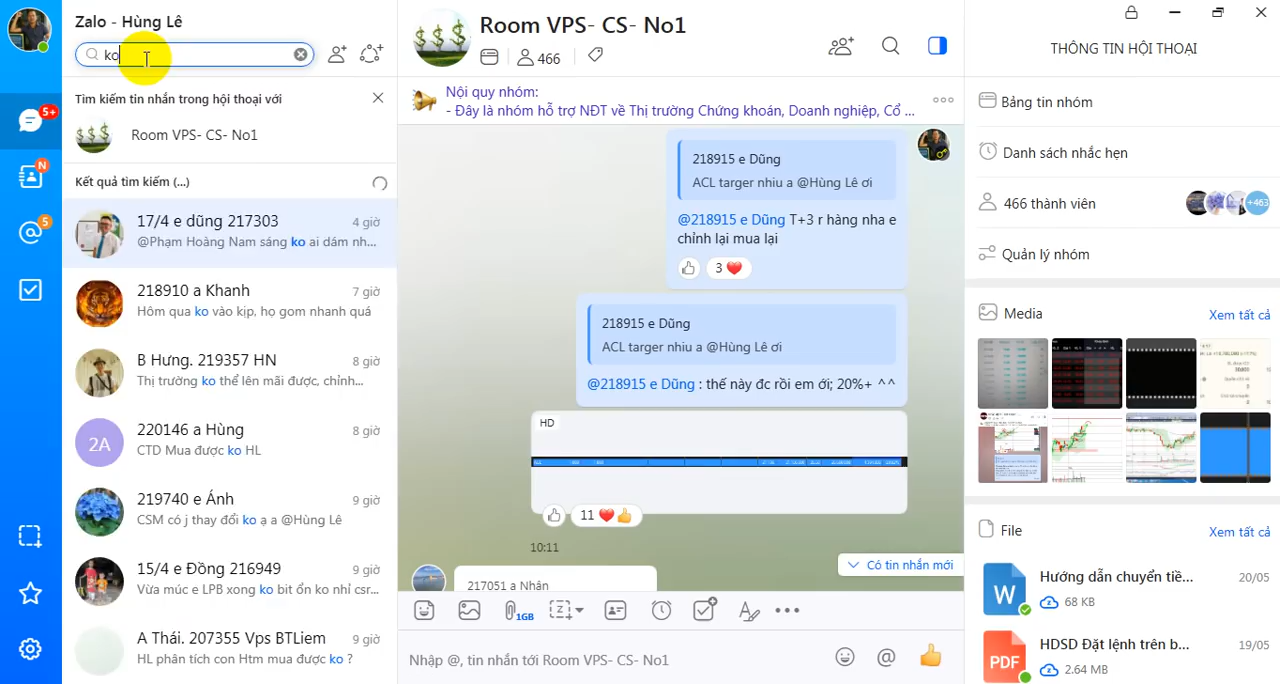 Zalo - Hùng Lê
ko
5+
N
5
Tìm kiếm tin nhắn trong hội thoại với
Room VPS- CS- No1
Kết quả tìm kiếm (...)
17/4 e dũng 217303
4 giờ
@Phạm Hoàng Nam sáng ko ai dám nh...
218910 a Khanh
7 giờ
Hôm qua ko vào kịp, họ gom nhanh quá
B Hưng. 219357 HN
8 giờ
Thị trường ko thể lên mãi được, chỉnh...
2A
220146 a Hùng
8 giờ
CTD Mua được ko HL
219740 e Ánh
9 giờ
CSM có j thay đổi ko ạ a @Hùng Lê
15/4 e Đồng 216949
9 giờ
Vừa múc e LPB xong ko bit ổn ko nhỉ csr...
A Thái. 207355 Vps BTLiem
9 giờ
HL phân tích con Htm mua được ko ?
Room VPS- CS- No1
466
Nội quy nhóm:
- Đây là nhóm hỗ trợ NĐT về Thị trường Chứng khoán, Doanh nghiệp, Cổ ...
218915 e Dũng
ACL targer nhiu a @Hùng Lê ơi
@218915 e Dũng T+3 r hàng nha e
chỉnh lại mua lại
3
218915 e Dũng
ACL targer nhiu a @Hùng Lê ơi
@218915 e Dũng : thế này đc rồi em ới; 20%+ ^^
HD
11
10:11
217051 a Nhân
Có tin nhắn mới
1GB
Nhập @, tin nhắn tới Room VPS- CS- No1
THÔNG TIN HỘI THOẠI
Bảng tin nhóm
Danh sách nhắc hẹn
466 thành viên
+463
Quản lý nhóm
Media
Xem tất cả
File
Xem tất cả
W
Hướng dẫn chuyển tiề...
20/05
68 KB
PDF
HDSD Đặt lệnh trên b...
19/05
2.64 MB